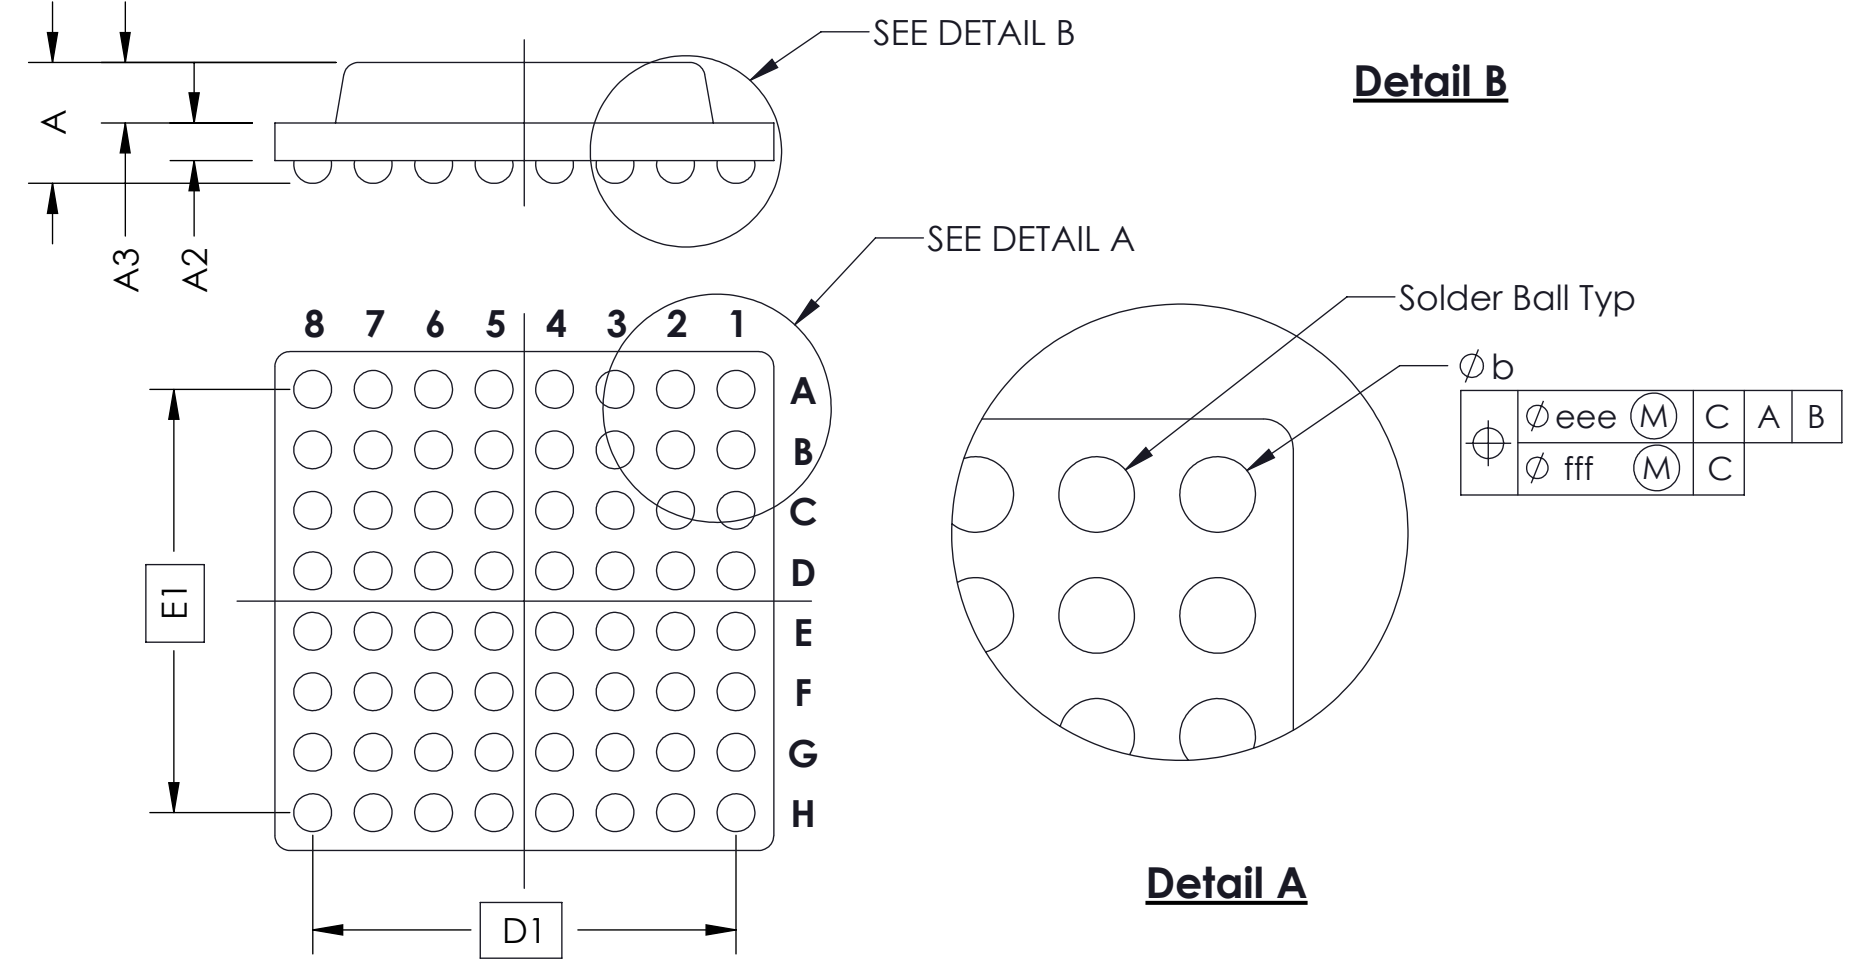 SEE DETAIL B
Detail B
A
A3
A2
SEE DETAIL A
8 7 6 5 4 3 2 1
A
B
C
D
E
F
G
H
E1
D1
Solder Ball Typ
∅ b
∅ eee Ⓜ C A B
∅ fff Ⓜ C
Detail A